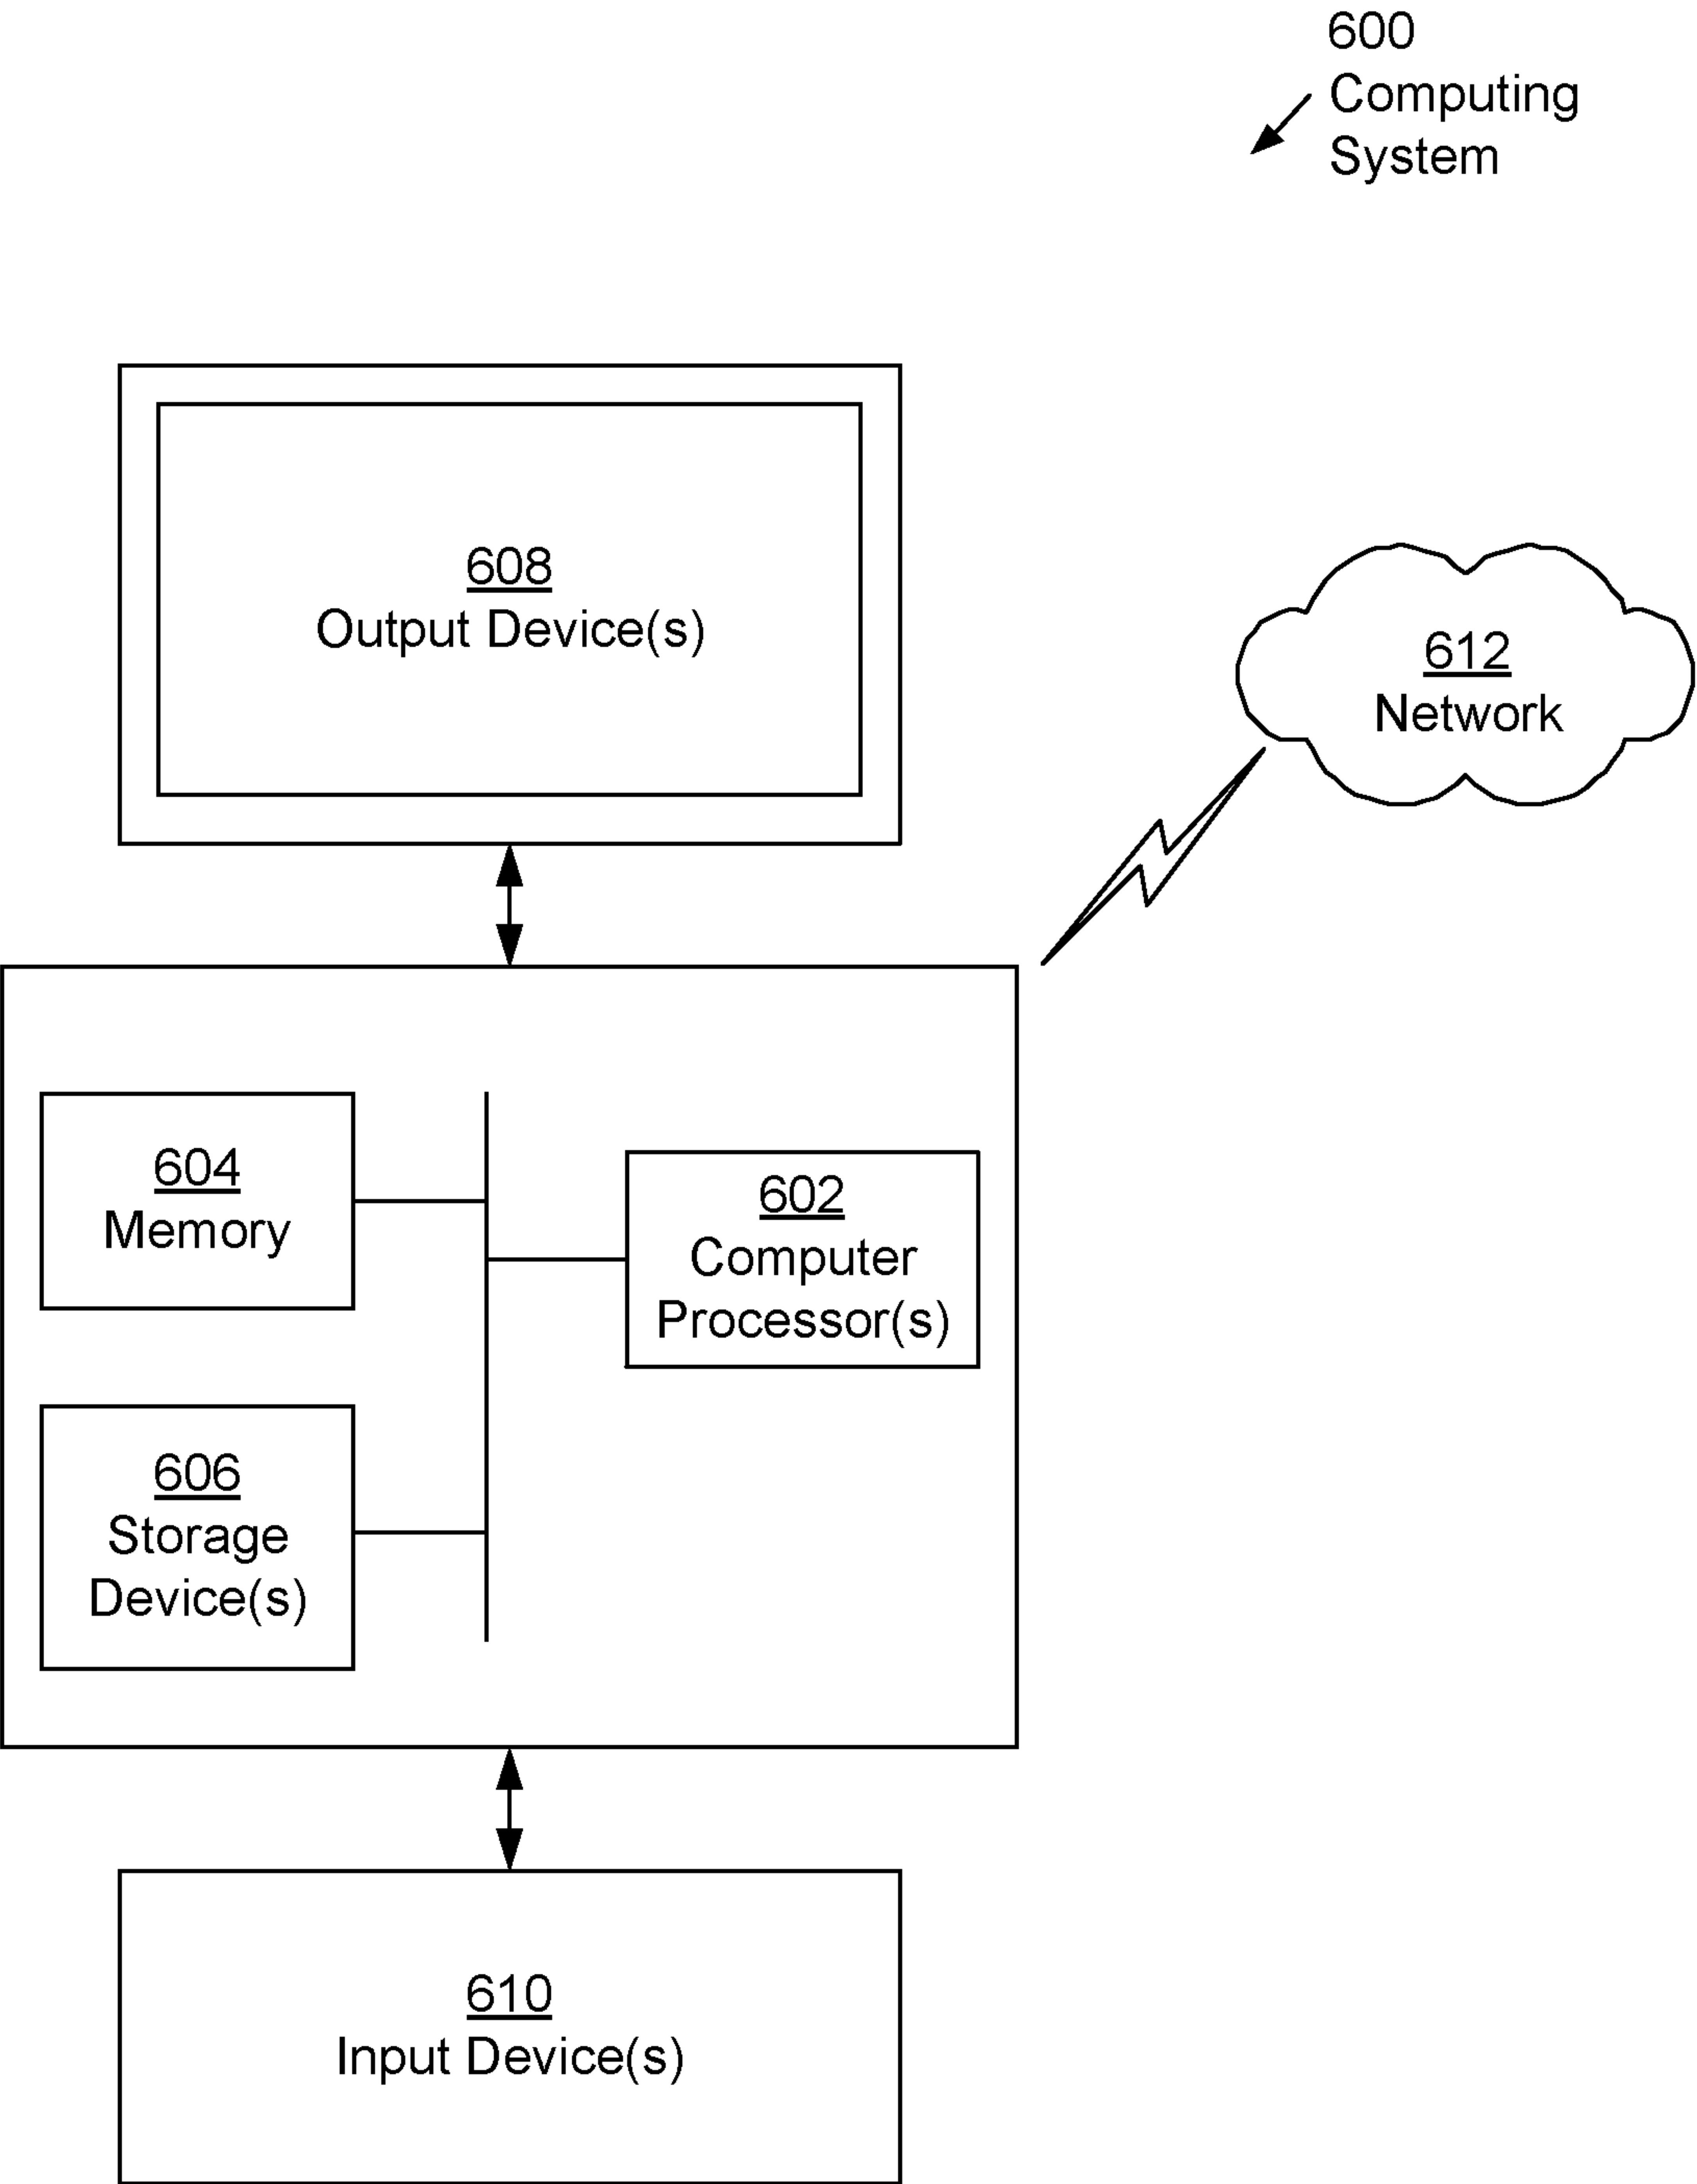 600
Computing
System
608
Output Device(s)
612
Network
604
Memory
602
Computer
Processor(s)
606
Storage
Device(s)
610
Input Device(s)